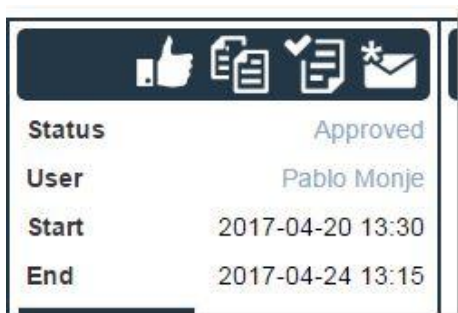 Status Approved
User Pablo Monje
Start 2017-04-20 13:30
End 2017-04-24 13:15